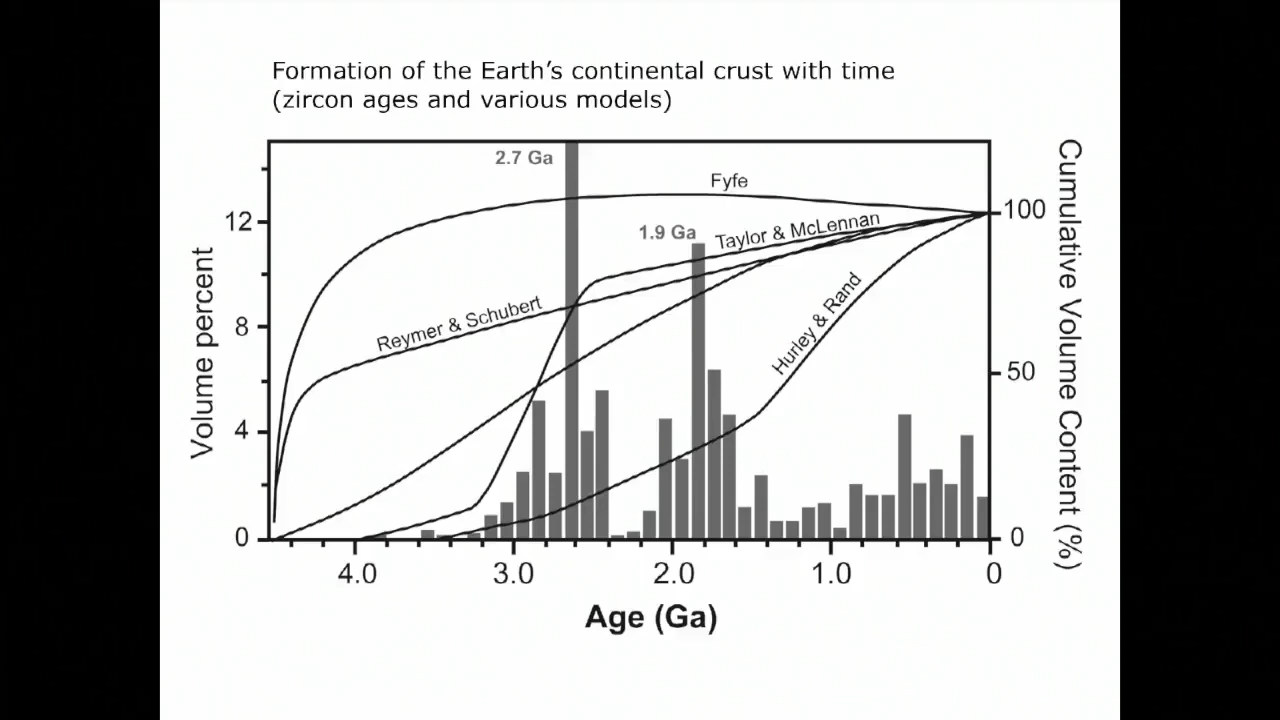 Formation of the Earth’s continental crust with time
(zircon ages and various models)
2.7 Ga
Fyfe
1.9 Ga
Taylor & McLennan
Reymer & Schubert
Hurley & Rand
Volume percent
12
8
4
0
Cumulative Volume Content (%)
100
50
0
4.0
3.0
2.0
1.0
0
Age (Ga)